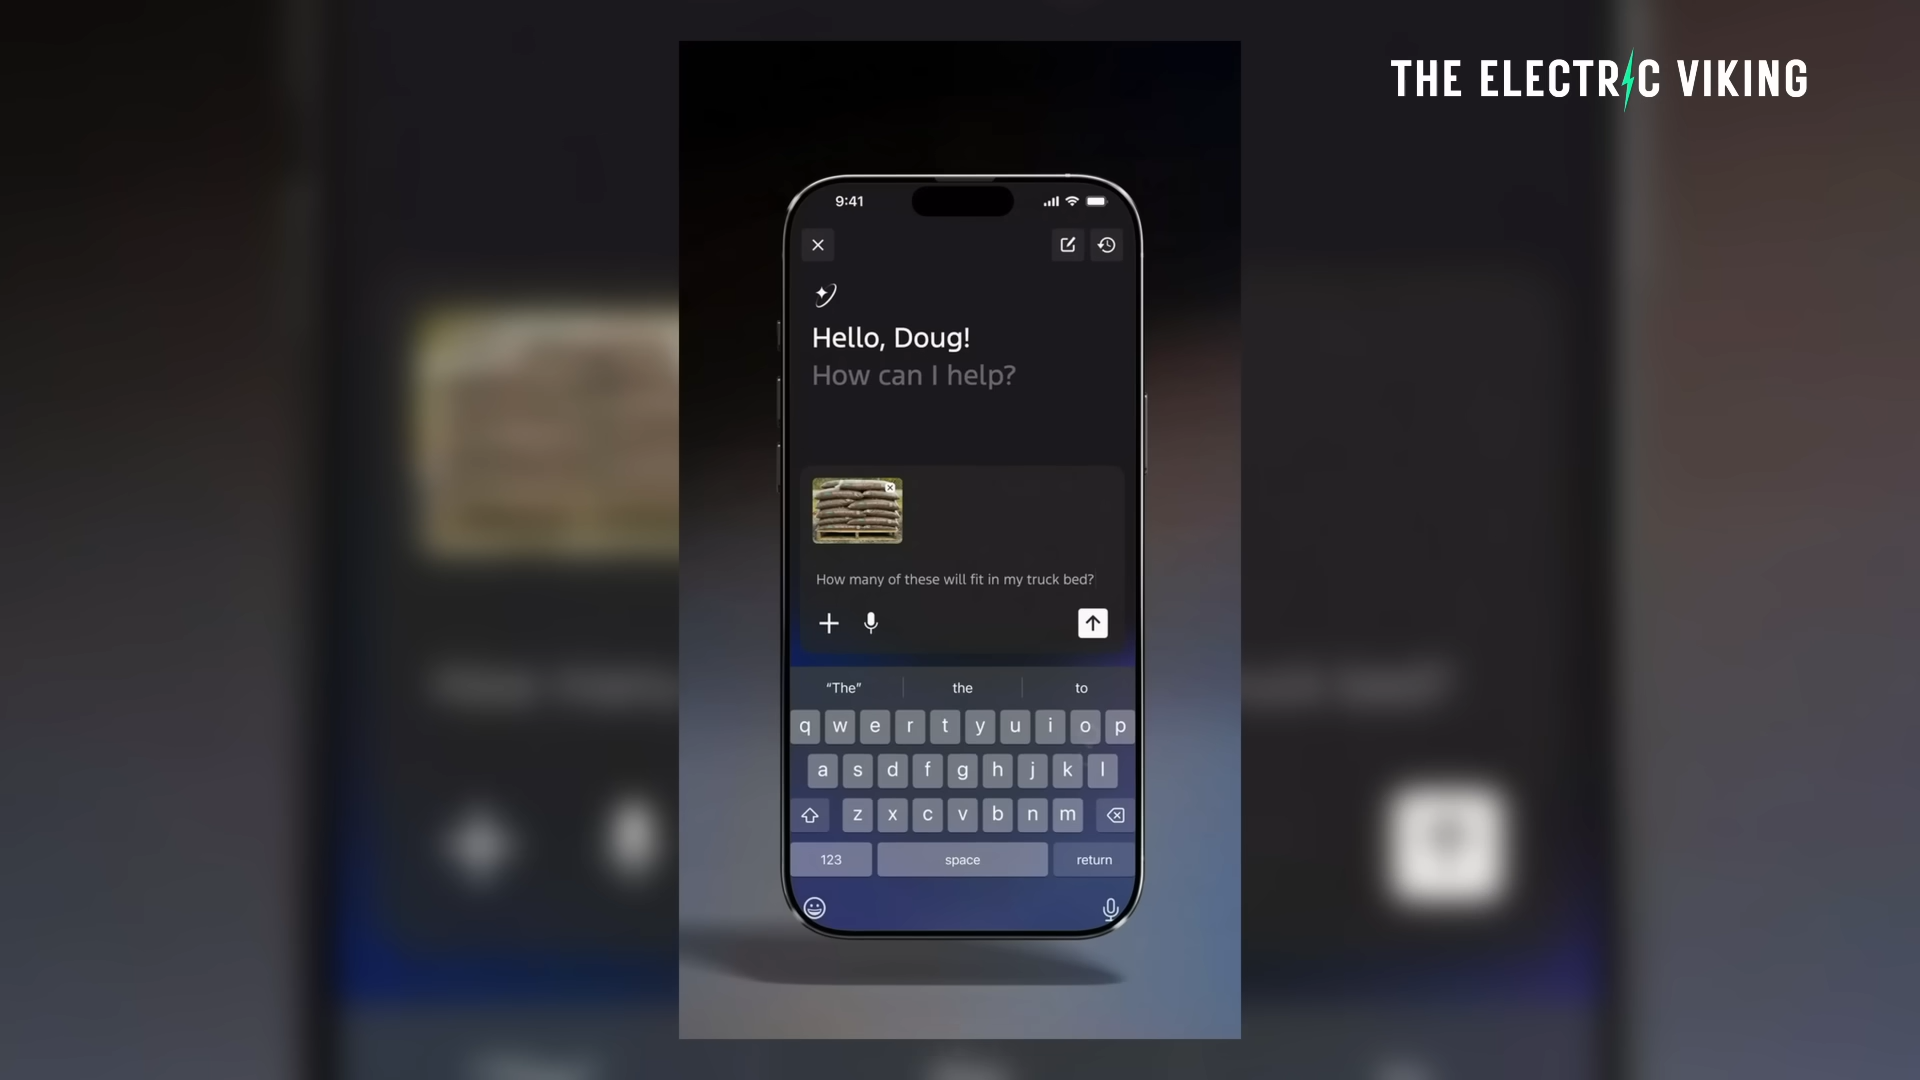 THE ELECTRIC VIKING
9:41
Hello, Doug!
How can I help?
How many of these will fit in my truck bed?
“The”
the
to
q w e r t y u i o p
a s d f g h j k l
z x c v b n m
123
space
return